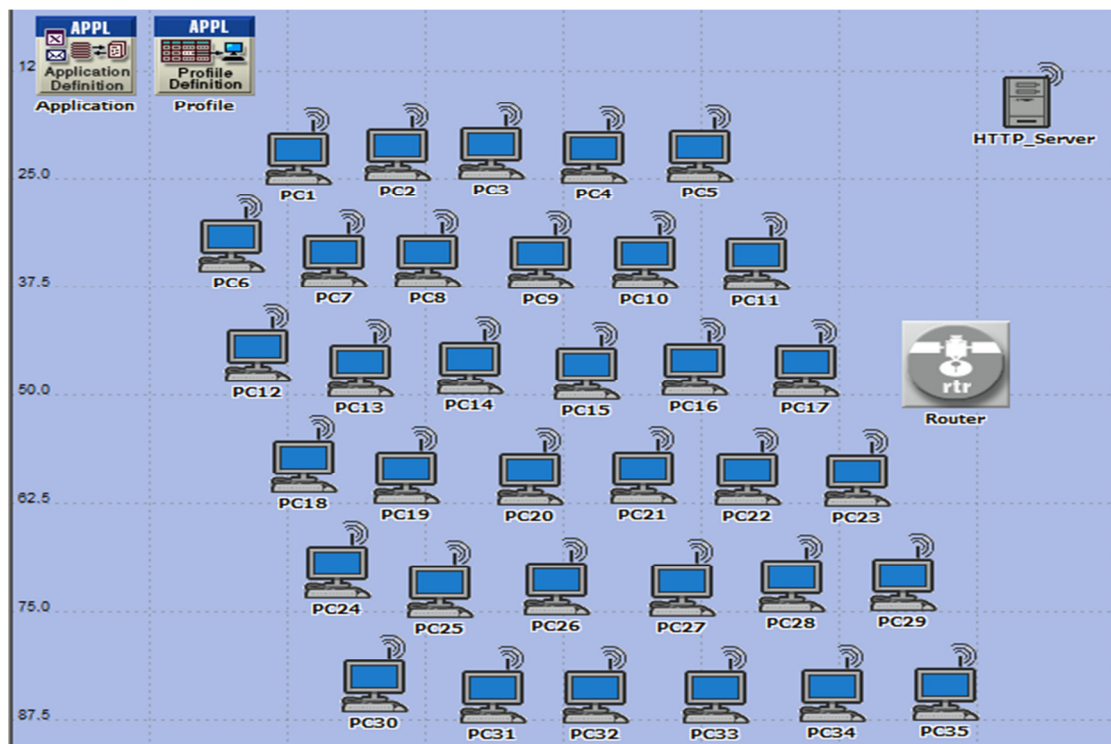 APPL
Application
Definition
Application
APPL
Profiile
Definition
Profile
12
HTTP_Server
PC1
PC2
PC3
PC4
PC5
25.0
PC6
PC7
PC8
PC9
PC10
PC11
37.5
PC12
PC13
PC14
PC15
PC16
PC17
rtr
Router
50.0
PC18
PC19
PC20
PC21
PC22
PC23
62.5
PC24
PC25
PC26
PC27
PC28
PC29
75.0
PC30
PC31
PC32
PC33
PC34
PC35
87.5